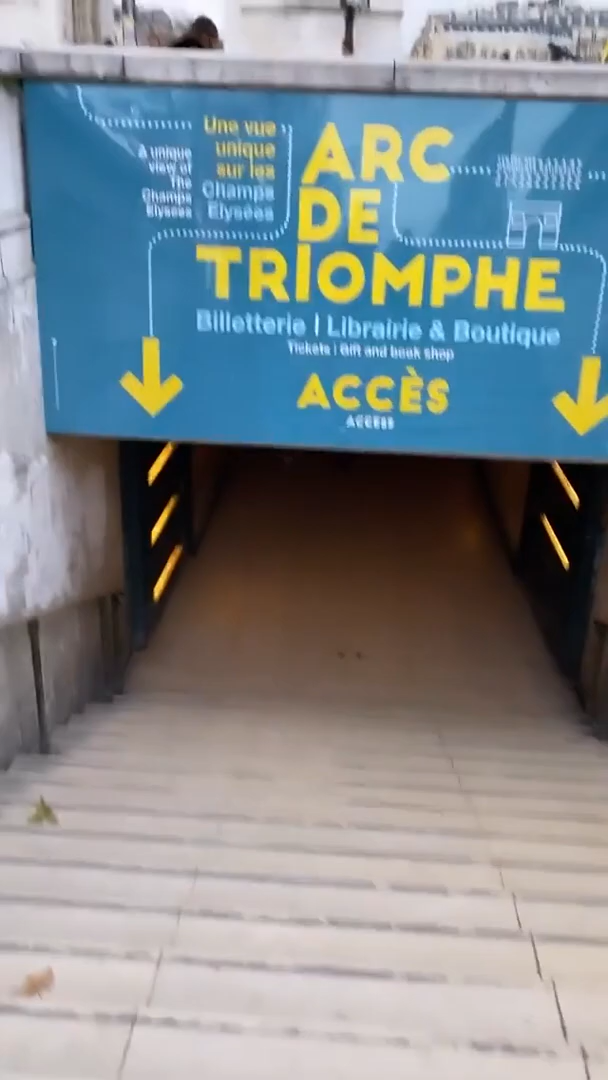 Une vue
unique
sur les
Champs
Elysées
A unique
view of
The
Champs
Elysees
ARC
DE
TRIOMPHE
Billetterie | Librairie & Boutique
Tickets | Gift and book shop
ACCÈS
ACCESS